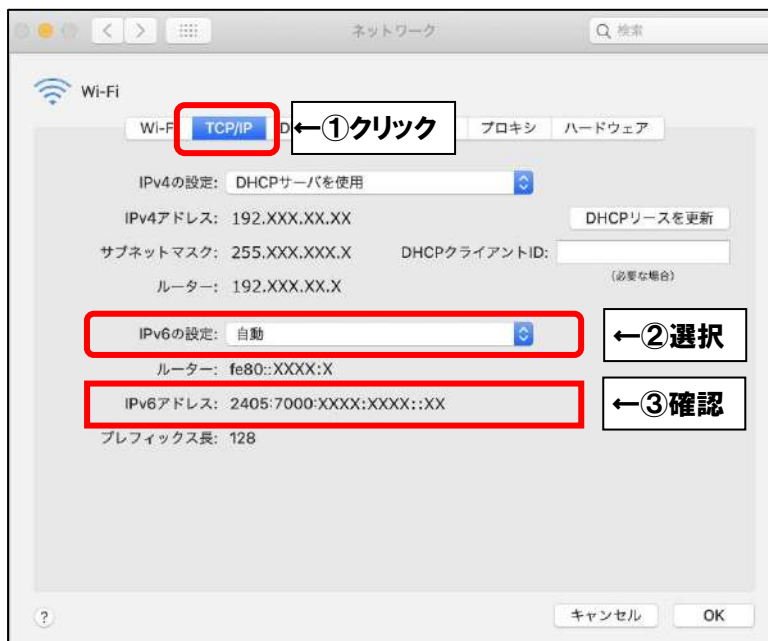 ネットワーク
検索
Wi-Fi
Wi-F TCP/IP D ←①クリック プロキシ ハードウェア
IPv4の設定: DHCPサーバを使用
IPv4アドレス: 192.XXX.XX.XX DHCPリースを更新
サブネットマスク: 255.XXX.XXX.X DHCPクライアントID:
(必要な場合)
ルーター: 192.XXX.XX.X
IPv6の設定: 自動 ←②選択
ルーター: fe80::XXXX:X
IPv6アドレス: 2405:7000:XXXX:XXXX::XX ←③確認
プレフィックス長: 128
? キャンセル OK